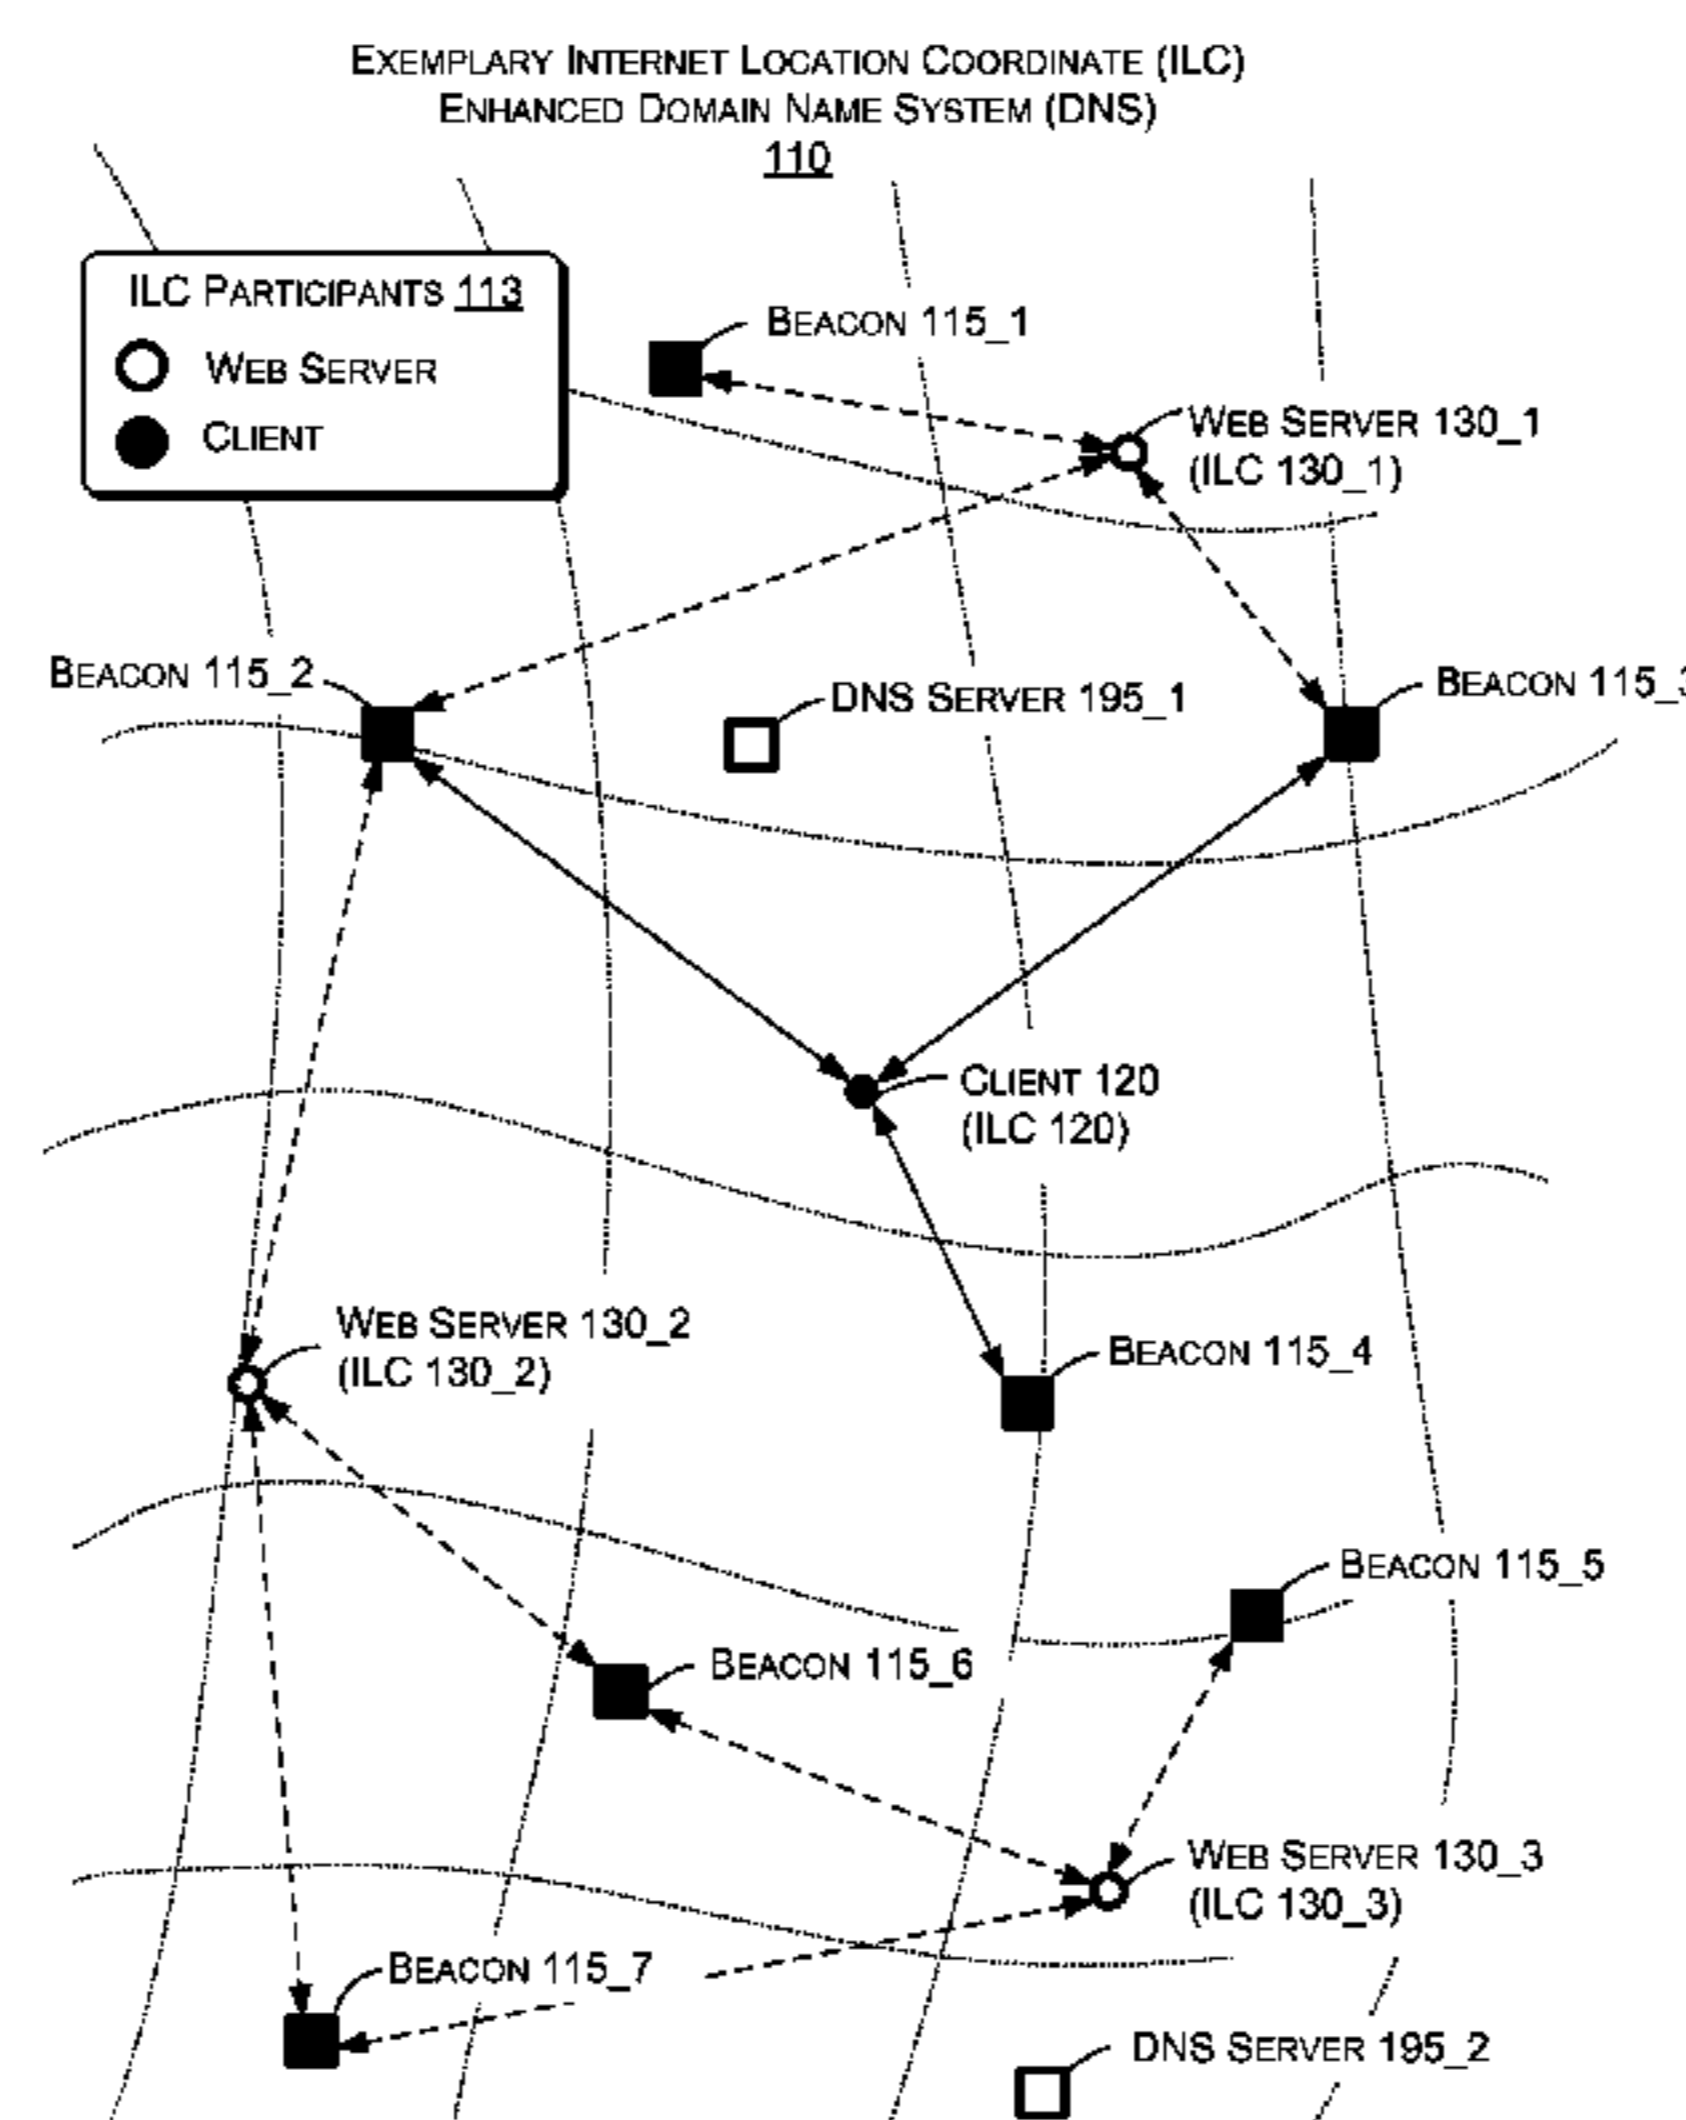 EXEMPLARY INTERNET LOCATION COORDINATE (ILC)
ENHANCED DOMAIN NAME SYSTEM (DNS)
110
ILC PARTICIPANTS 113
WEB SERVER
CLIENT
BEACON 115_1
WEB SERVER 130_1
(ILC 130_1)
BEACON 115_2
DNS SERVER 195_1
BEACON 115_3
CLIENT 120
(ILC 120)
WEB SERVER 130_2
(ILC 130_2)
BEACON 115_4
BEACON 115_5
BEACON 115_6
WEB SERVER 130_3
(ILC 130_3)
BEACON 115_7
DNS SERVER 195_2